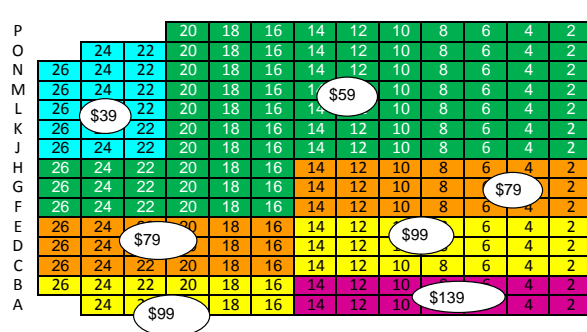 P 20 18 16 14 12 10 8 6 4 2
O 24 22 20 18 16 14 12 10 8 6 4 2
N 26 24 22 20 18 16 14 12 10 8 6 4 2
M 26 24 22 20 18 16 10 8 6 4 2
$59
L 26 22 20 18 16 14 10 8 6 4 2
$39
K 26 22 20 18 16 14 12 10 8 6 4 2
J 26 24 22 20 18 16 14 12 10 8 6 4 2
H 26 24 22 20 18 16 14 12 10 8 6 4 2
G 26 24 22 20 18 16 14 12 10 8 $79 2
F 26 24 22 20 18 16 14 12 10 8 6 4 2
E 26 24 20 18 16 14 12 8 6 4 2
$79 $99
D 26 24 18 16 14 12 6 4 2
C 26 24 22 20 18 16 14 12 10 8 6 4 2
B 26 24 22 20 18 16 14 12 10 4 2
$139
A 24 18 16 14 12 10 4 2
$99